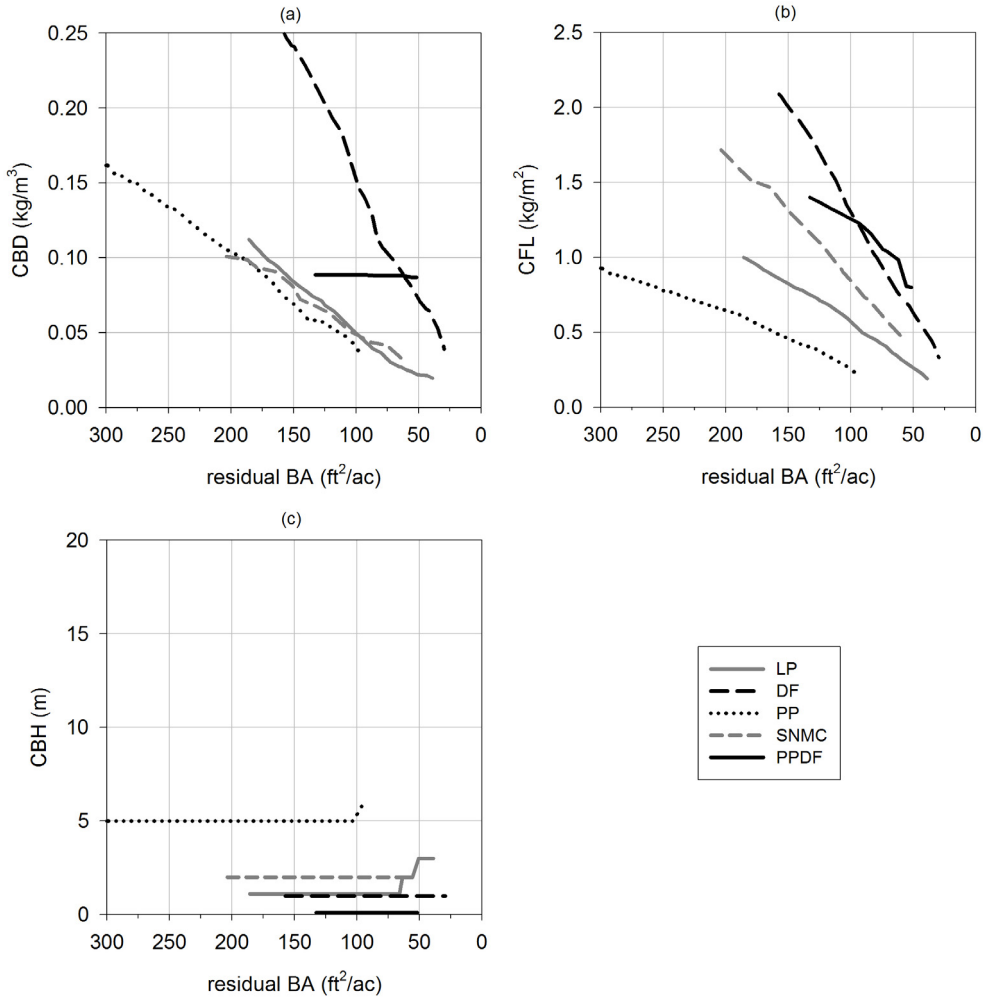 (a)
0.25
0.20
0.15
0.10
0.05
0.00
CBD (kg/m³)
300 250 200 150 100 50 0
residual BA (ft²/ac)
(b)
2.5
2.0
1.5
1.0
0.5
0.0
CFL (kg/m²)
300 250 200 150 100 50 0
residual BA (ft²/ac)
(c)
20
15
10
5
0
CBH (m)
300 250 200 150 100 50 0
residual BA (ft²/ac)
LP
DF
PP
SNMC
PPDF